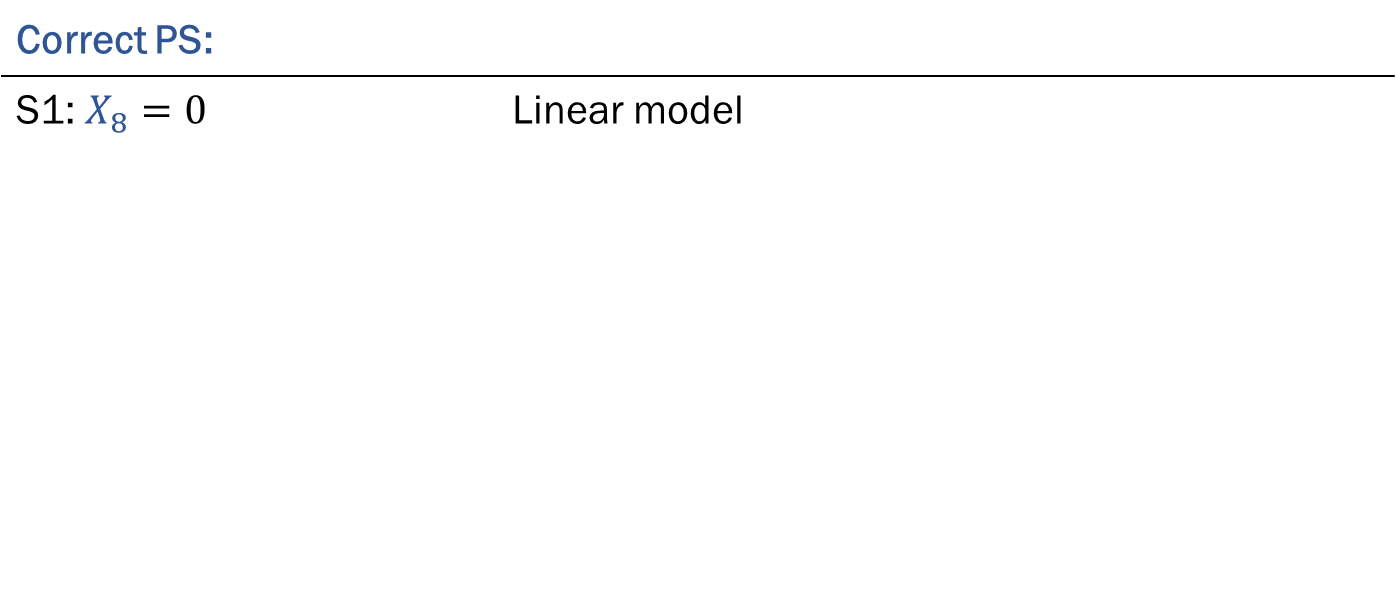 Correct PS:
S1: X₈ = 0 Linear model